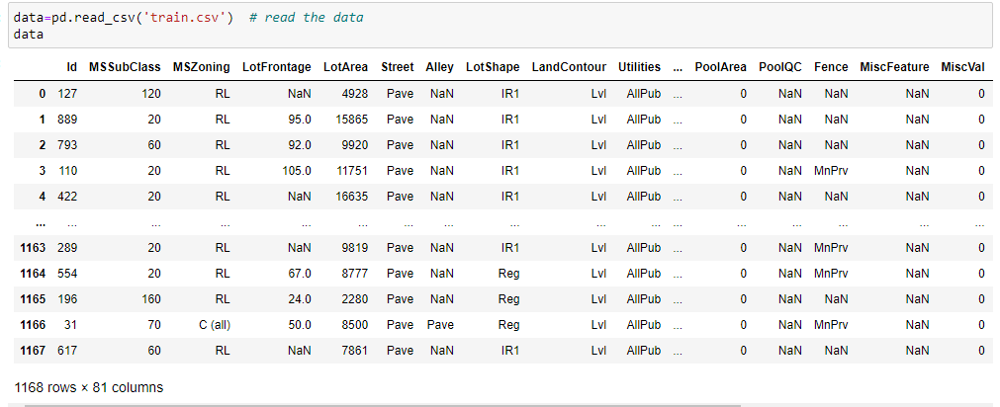 data=pd.read_csv('train.csv')  # read the data
data
Id MSSubClass MSZoning LotFrontage LotArea Street Alley LotShape LandContour Utilities ... PoolArea PoolQC Fence MiscFeature MiscVal
0 127 120 RL NaN 4928 Pave NaN IR1 Lvl AllPub ... 0 NaN NaN NaN 0
1 889 20 RL 95.0 15865 Pave NaN IR1 Lvl AllPub ... 0 NaN NaN NaN 0
2 793 60 RL 92.0 9920 Pave NaN IR1 Lvl AllPub ... 0 NaN NaN NaN 0
3 110 20 RL 105.0 11751 Pave NaN IR1 Lvl AllPub ... 0 NaN MnPrv NaN 0
4 422 20 RL NaN 16635 Pave NaN IR1 Lvl AllPub ... 0 NaN NaN NaN 0
... ... ... ... ... ... ... ... ... ... ... ... ... ... ... ... ...
1163 289 20 RL NaN 9819 Pave NaN IR1 Lvl AllPub ... 0 NaN MnPrv NaN 0
1164 554 20 RL 67.0 8777 Pave NaN Reg Lvl AllPub ... 0 NaN MnPrv NaN 0
1165 196 160 RL 24.0 2280 Pave NaN Reg Lvl AllPub ... 0 NaN NaN NaN 0
1166 31 70 C (all) 50.0 8500 Pave Pave Reg Lvl AllPub ... 0 NaN MnPrv NaN 0
1167 617 60 RL NaN 7861 Pave NaN IR1 Lvl AllPub ... 0 NaN NaN NaN 0
1168 rows × 81 columns